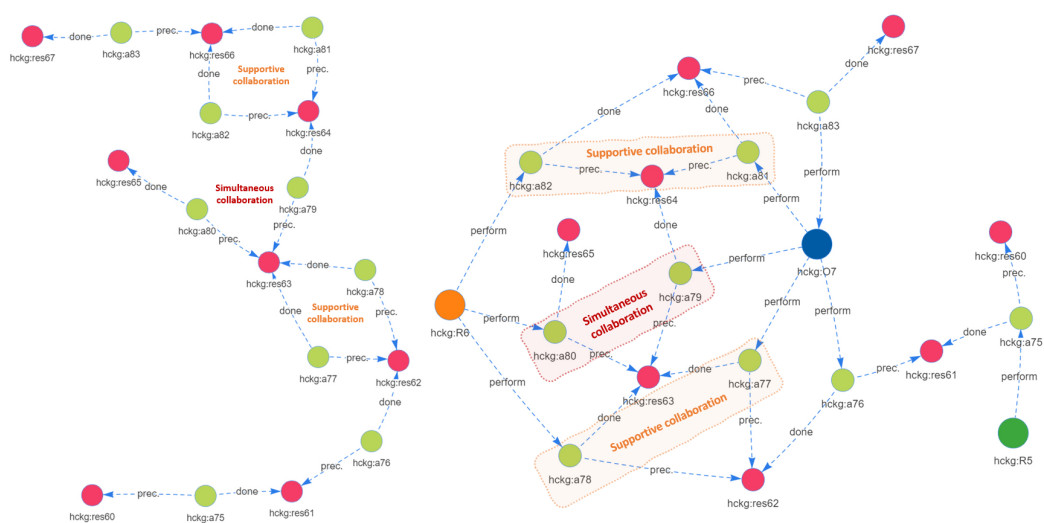 done
prec.
done
hckg:res67
hckg:a83
hckg:res66
hckg:a81
done
Supportive
collaboration
prec.
prec.
hckg:a82
hckg:res64
done
hckg:res65
done
Simultaneous
collaboration
hckg:a79
hckg:a80
prec.
prec.
done
hckg:res63
hckg:a78
done
Supportive
collaboration
prec.
prec.
hckg:a77
hckg:res62
done
hckg:a76
prec.
prec.
done
hckg:res60
hckg:a75
hckg:res61
hckg:res67
done
prec.
hckg:res66
done
done
hckg:a83
Supportive collaboration
prec.
prec.
hckg:a82
hckg:a81
hckg:res64
perform
perform
perform
done
hckg:res65
hckg:O7
perform
hckg:res60
done
hckg:a79
Simultaneous
collaboration
prec.
hckg:R6
perform
perform
perform
prec.
hckg:a80
prec.
done
hckg:a75
prec.
hckg:res61
done
hckg:a77
hckg:res63
hckg:a76
perform
perform
done
Supportive collaboration
prec.
done
hckg:R5
hckg:a78
prec.
hckg:res62